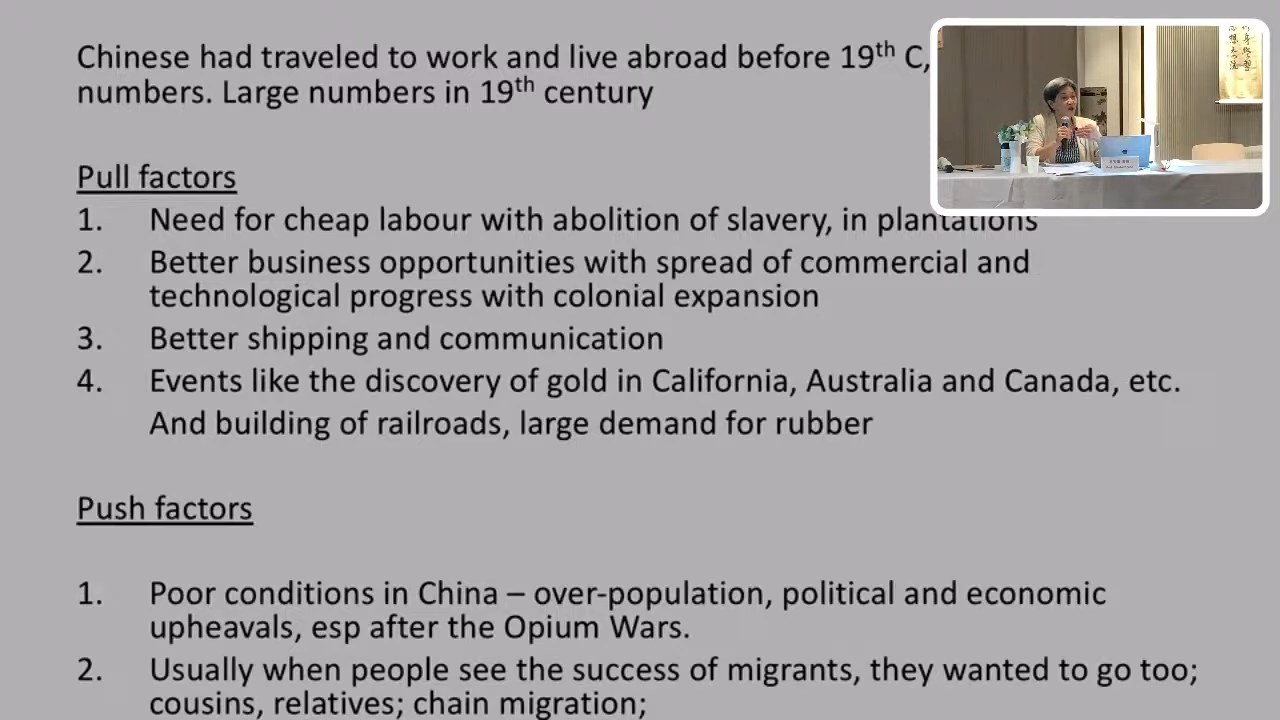 Chinese had traveled to work and live abroad before 19th C,
numbers. Large numbers in 19th century
Pull factors
1. Need for cheap labour with abolition of slavery, in plantations
2. Better business opportunities with spread of commercial and
technological progress with colonial expansion
3. Better shipping and communication
4. Events like the discovery of gold in California, Australia and Canada, etc.
And building of railroads, large demand for rubber
Push factors
1. Poor conditions in China – over-population, political and economic
upheavals, esp after the Opium Wars.
2. Usually when people see the success of migrants, they wanted to go too;
cousins, relatives; chain migration;